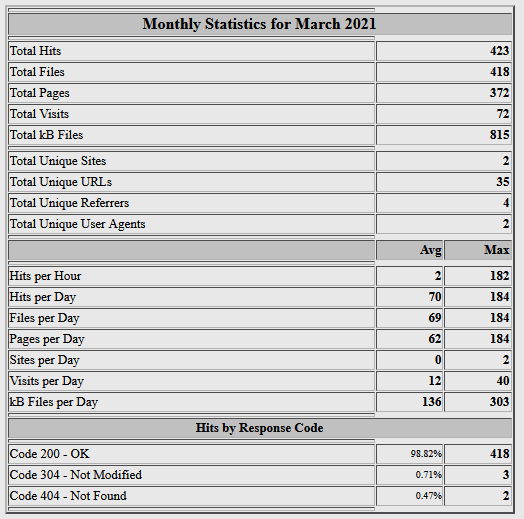 Monthly Statistics for March 2021
Total Hits 423
Total Files 418
Total Pages 372
Total Visits 72
Total kB Files 815
Total Unique Sites 2
Total Unique URLs 35
Total Unique Referrers 4
Total Unique User Agents 2
Avg Max
Hits per Hour 2 182
Hits per Day 70 184
Files per Day 69 184
Pages per Day 62 184
Sites per Day 0 2
Visits per Day 12 40
kB Files per Day 136 303
Hits by Response Code
Code 200 - OK 98.82% 418
Code 304 - Not Modified 0.71% 3
Code 404 - Not Found 0.47% 2